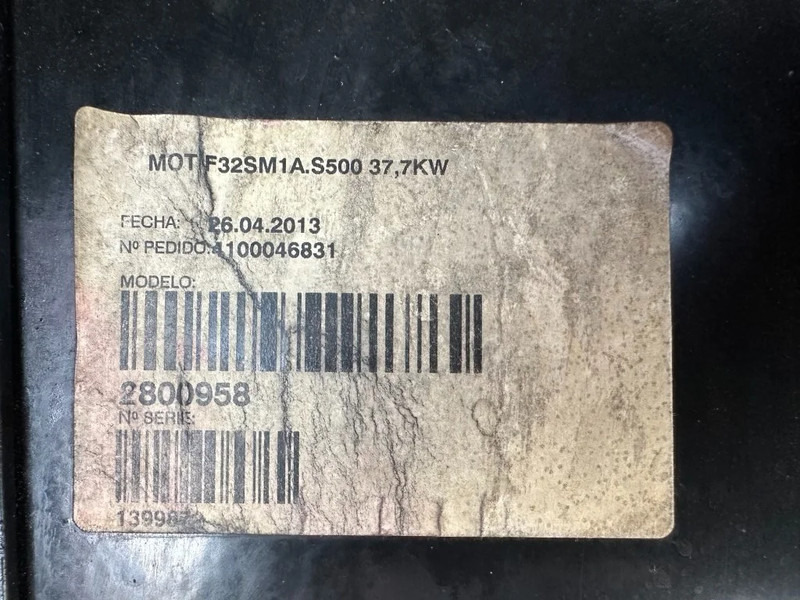 MOT F32SM1A.S500 37,7KW
FECHA: 26.04.2013
Nº PEDIDO:4100046831
MODELO:
2800958
Nº SERIE: